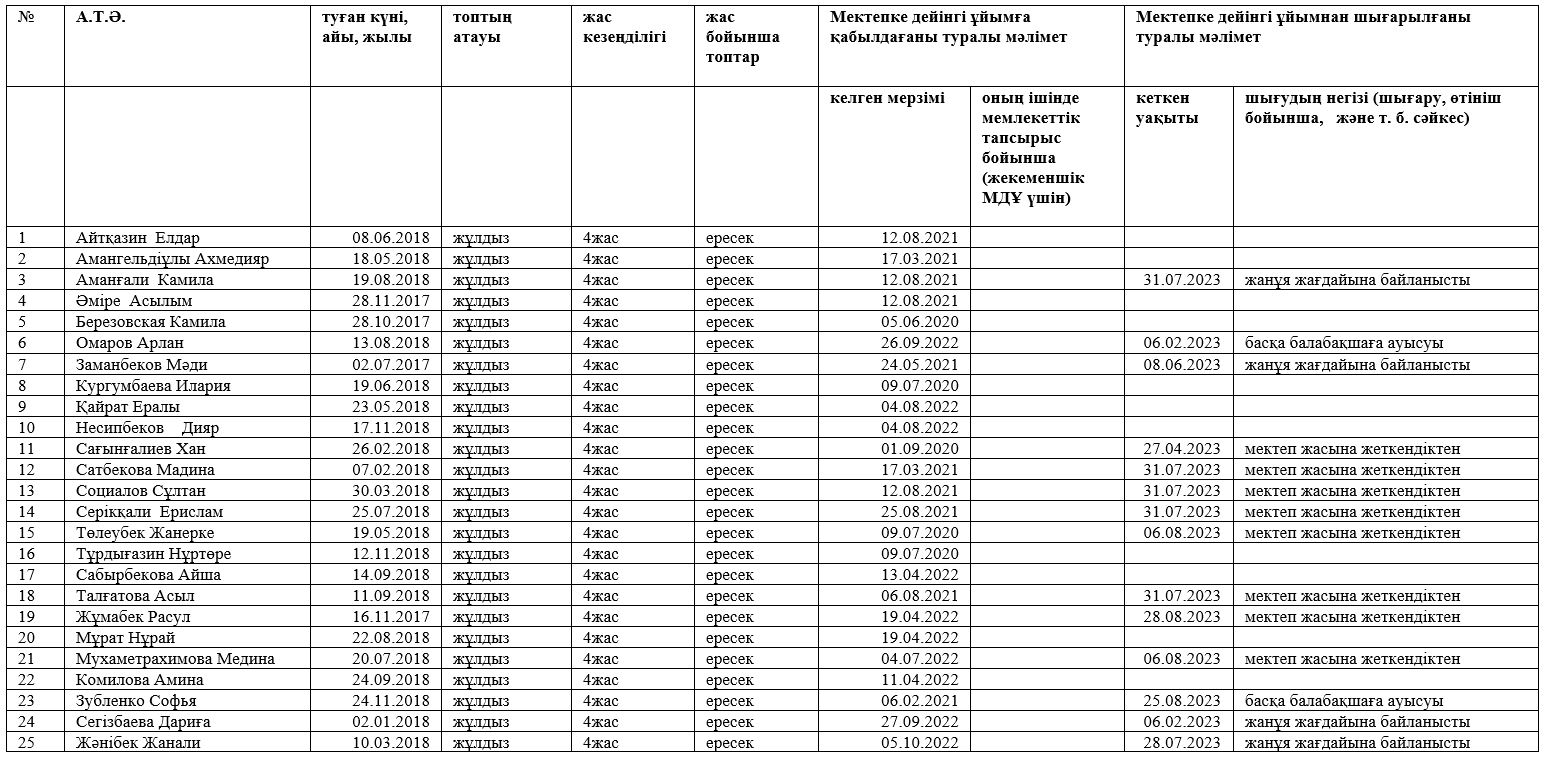 № А.Т.Ә. туған күні, айы, жылы топтың атауы жас кезеңділігі жас бойынша топтар Мектепке дейінгі ұйымға қабылдағаны туралы мәлімет Мектепке дейінгі ұйымнан шығарылғаны туралы мәлімет
келген мерзімі оның ішінде мемлекеттік тапсырыс бойынша (жекеменшік МДҰ үшін) кеткен уақыты шығудың негізі (шығару, өтініш бойынша, және т. б. сәйкес)
1 Айтқазин Елдар 08.06.2018 жұлдыз 4жас ересек 12.08.2021
2 Амангельдіұлы Ахмедияр 18.05.2018 жұлдыз 4жас ересек 17.03.2021
3 Аманғали Камила 19.08.2018 жұлдыз 4жас ересек 12.08.2021 31.07.2023 жанұя жағдайына байланысты
4 Әміре Асылым 28.11.2017 жұлдыз 4жас ересек 12.08.2021
5 Березовская Камила 28.10.2017 жұлдыз 4жас ересек 05.06.2020
6 Омаров Арлан 13.08.2018 жұлдыз 4жас ересек 26.09.2022 06.02.2023 басқа балабақшаға ауысуы
7 Заманбеков Мәди 02.07.2017 жұлдыз 4жас ересек 24.05.2021 08.06.2023 жанұя жағдайына байланысты
8 Кургумбаева Илария 19.06.2018 жұлдыз 4жас ересек 09.07.2020
9 Қайрат Ералы 23.05.2018 жұлдыз 4жас ересек 04.08.2022
10 Несипбеков Дияр 17.11.2018 жұлдыз 4жас ересек 04.08.2022
11 Сағынғалиев Хан 26.02.2018 жұлдыз 4жас ересек 01.09.2020 27.04.2023 мектеп жасына жеткендіктен
12 Сатбекова Мадина 07.02.2018 жұлдыз 4жас ересек 17.03.2021 31.07.2023 мектеп жасына жеткендіктен
13 Социалов Сұлтан 30.03.2018 жұлдыз 4жас ересек 12.08.2021 31.07.2023 мектеп жасына жеткендіктен
14 Серікқали Ерислам 25.07.2018 жұлдыз 4жас ересек 25.08.2021 31.07.2023 мектеп жасына жеткендіктен
15 Төлеубек Жанерке 19.05.2018 жұлдыз 4жас ересек 09.07.2020 06.08.2023 мектеп жасына жеткендіктен
16 Тұрдығазин Нұртөре 12.11.2018 жұлдыз 4жас ересек 09.07.2020
17 Сабырбекова Айша 14.09.2018 жұлдыз 4жас ересек 13.04.2022
18 Талғатова Асыл 11.09.2018 жұлдыз 4жас ересек 06.08.2021 31.07.2023 мектеп жасына жеткендіктен
19 Жұмабек Расул 16.11.2017 жұлдыз 4жас ересек 19.04.2022 28.08.2023 мектеп жасына жеткендіктен
20 Мұрат Нұрай 22.08.2018 жұлдыз 4жас ересек 19.04.2022
21 Мухаметрахимова Медина 20.07.2018 жұлдыз 4жас ересек 04.07.2022 06.08.2023 мектеп жасына жеткендіктен
22 Комилова Амина 24.09.2018 жұлдыз 4жас ересек 11.04.2022
23 Зубленко Софья 24.11.2018 жұлдыз 4жас ересек 06.02.2021 25.08.2023 басқа балабақшаға ауысуы
24 Сегізбаева Дариға 02.01.2018 жұлдыз 4жас ересек 27.09.2022 06.02.2023 жанұя жағдайына байланысты
25 Жәнібек Жанали 10.03.2018 жұлдыз 4жас ересек 05.10.2022 28.07.2023 жанұя жағдайына байланысты